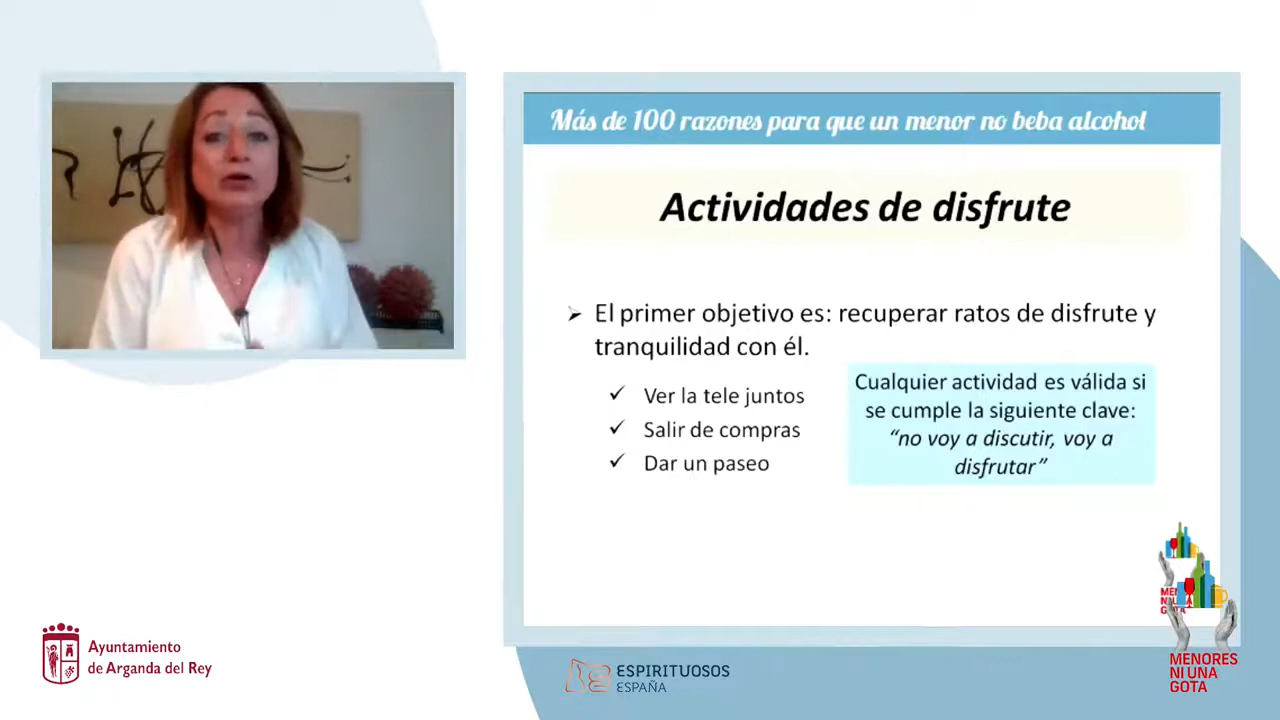 Más de 100 razones para que un menor no beba alcohol
Actividades de disfrute
El primer objetivo es: recuperar ratos de disfrute y
tranquilidad con él.
Ver la tele juntos
Salir de compras
Dar un paseo
Cualquier actividad es válida si
se cumple la siguiente clave:
“no voy a discutir, voy a
disfrutar”
MENORES
NI UNA
GOTA
Ayuntamiento
de Arganda del Rey
ESPIRITUOSOS
ESPAÑA